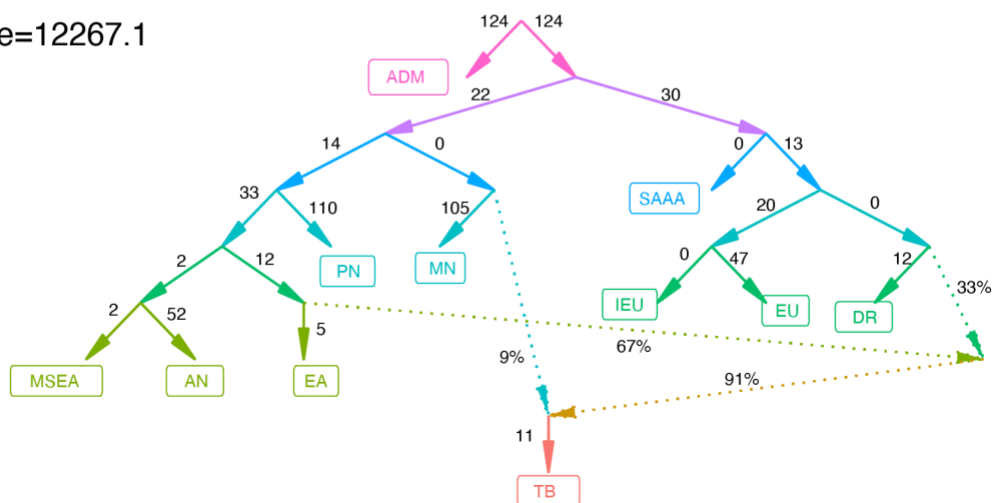 124 124
e=12267.1
ADM
22 30
14 0 0 13
SAAA
33 110 105 20 0
PN MN
2 12 0 47 12 33%
IEU EU DR
2 52 5 67%
9%
MSEA AN EA 91%
11
TB